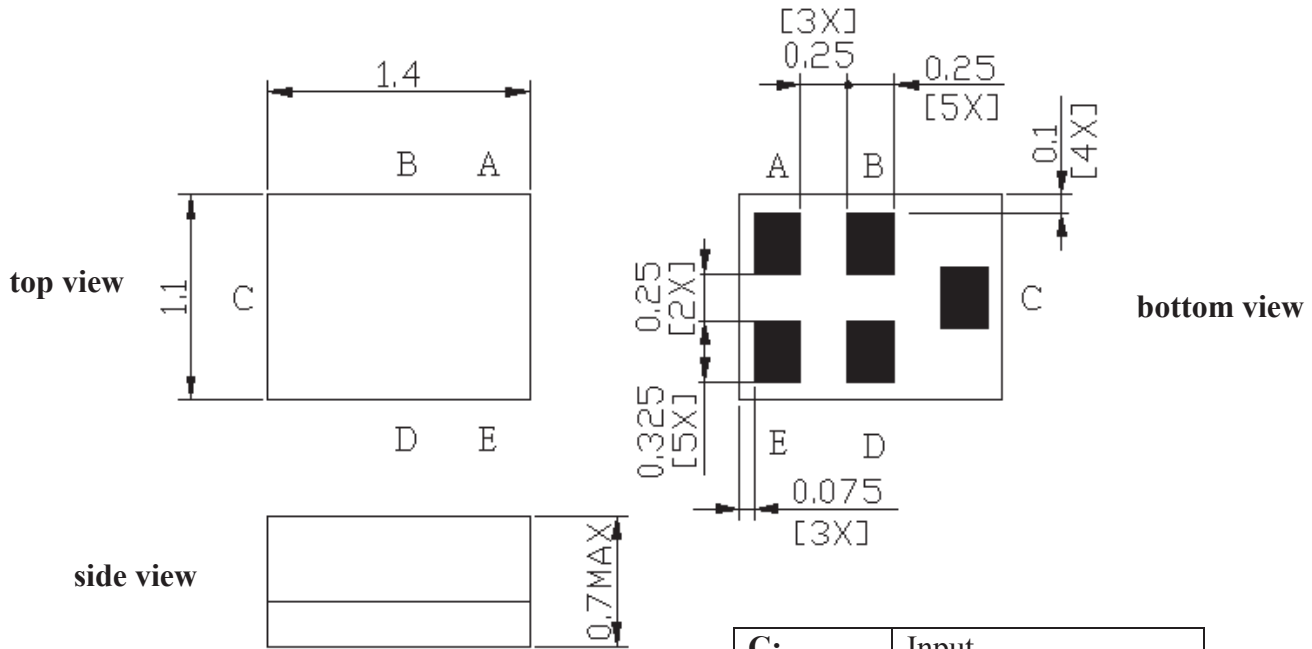 [3X]
0.25
0.25
[5X]
1.4
0.1
[4X]
B A
A B
top view
1.1
C
0.25
[2X]
C
bottom view
0.325
[5X]
D E
E D
0.075
[3X]
side view
0.7MAX
C: Input